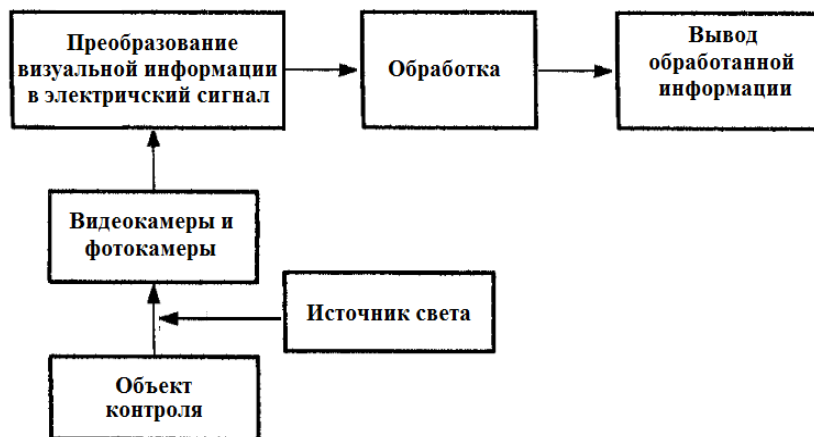 Преобразование
визуальной информации
в электричский сигнал
Обработка
Вывод
обработанной
информации
Видеокамеры и
фотокамеры
Источник света
Объект
контроля